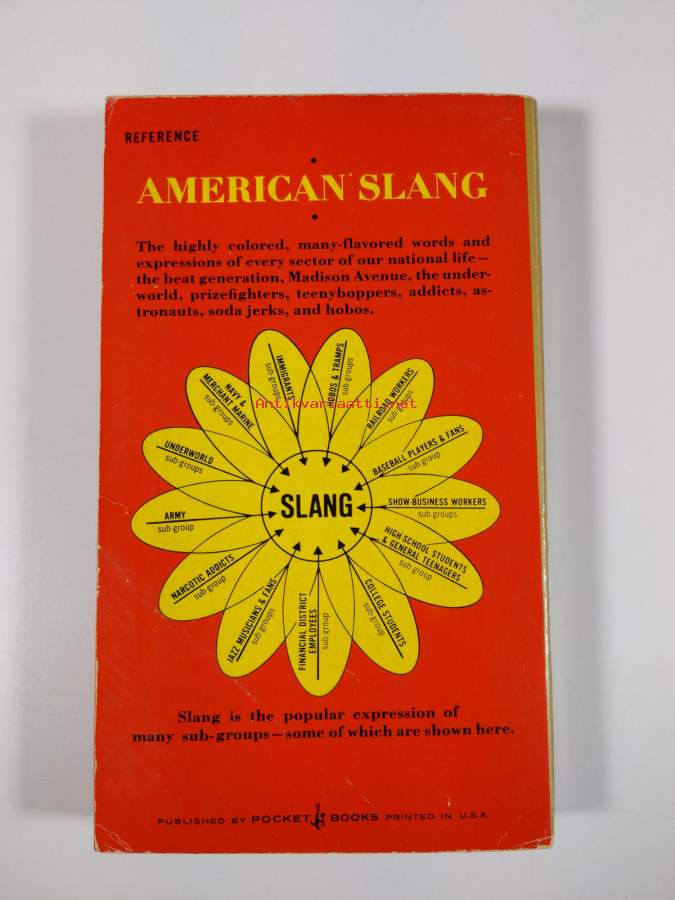 REFERENCE
AMERICAN SLANG
The highly colored, many-flavored words and
expressions of every sector of our national life—
the beat generation, Madison Avenue, the under-
world, prizefighters, teenyboppers, addicts, as-
tronauts, soda jerks, and hobos.
IMMIGRANTS
sub-groups
HOBOS & TRAMPS
sub-groups
NAVY &
MERCHANT MARINE
sub-groups
RAILROAD WORKERS
sub-groups
Antikvariaatti.net
UNDERWORLD
sub-groups
BASEBALL PLAYERS & FANS
sub group
ARMY
sub-group
SLANG
SHOW-BUSINESS WORKERS
sub-groups
NARCOTIC ADDICTS
sub-group
HIGH SCHOOL STUDENTS
& GENERAL TEENAGERS
sub group
JAZZ MUSICIANS & FANS
sub groups
FINANCIAL DISTRICT
EMPLOYEES
sub group
COLLEGE STUDENTS
sub group
Slang is the popular expression of
many sub-groups—some of which are shown here.
PUBLISHED BY POCKET BOOKS PRINTED IN U.S.A.